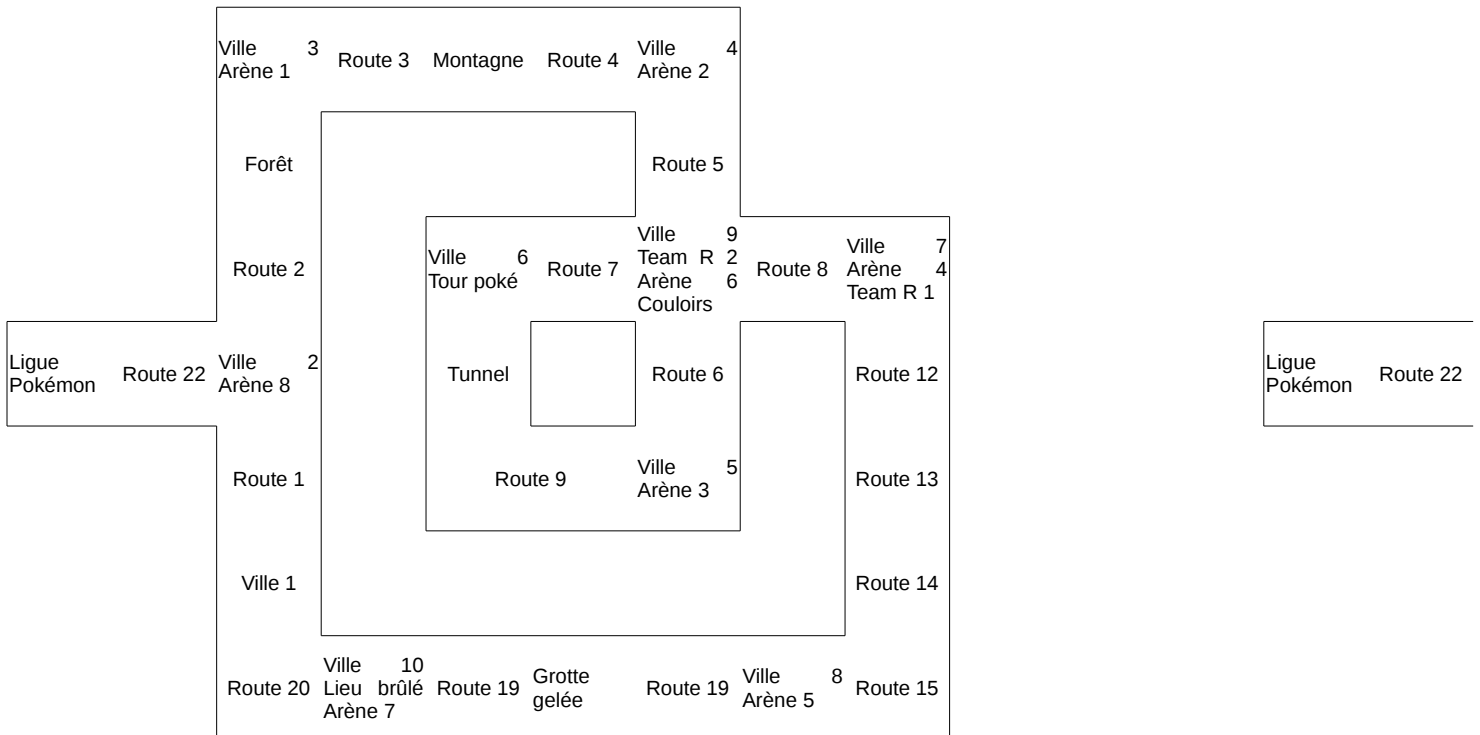 Ville 3
Arène 1
Route 3
Montagne
Route 4
Ville 4
Arène 2
Forêt
Route 5
Route 2
Ville 6
Tour poké
Route 7
Ville 9
Team R 2
Arène 6
Couloirs
Route 8
Ville 7
Arène 4
Team R 1
Ligue
Pokémon
Route 22
Ville 2
Arène 8
Tunnel
Route 6
Route 12
Ligue
Pokémon
Route 22
Route 1
Route 9
Ville 5
Arène 3
Route 13
Ville 1
Route 14
Route 20
Ville 10
Lieu brûlé
Arène 7
Route 19
Grotte
gelée
Route 19
Ville 8
Arène 5
Route 15